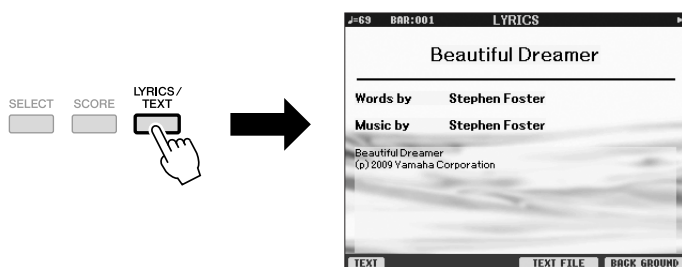 SELECT SCORE LYRICS/
TEXT
♩=69 BAR:001 LYRICS
Beautiful Dreamer
Words by Stephen Foster
Music by Stephen Foster
Beautiful Dreamer
(p) 2009 Yamaha Corporation
TEXT TEXT FILE BACK GROUND